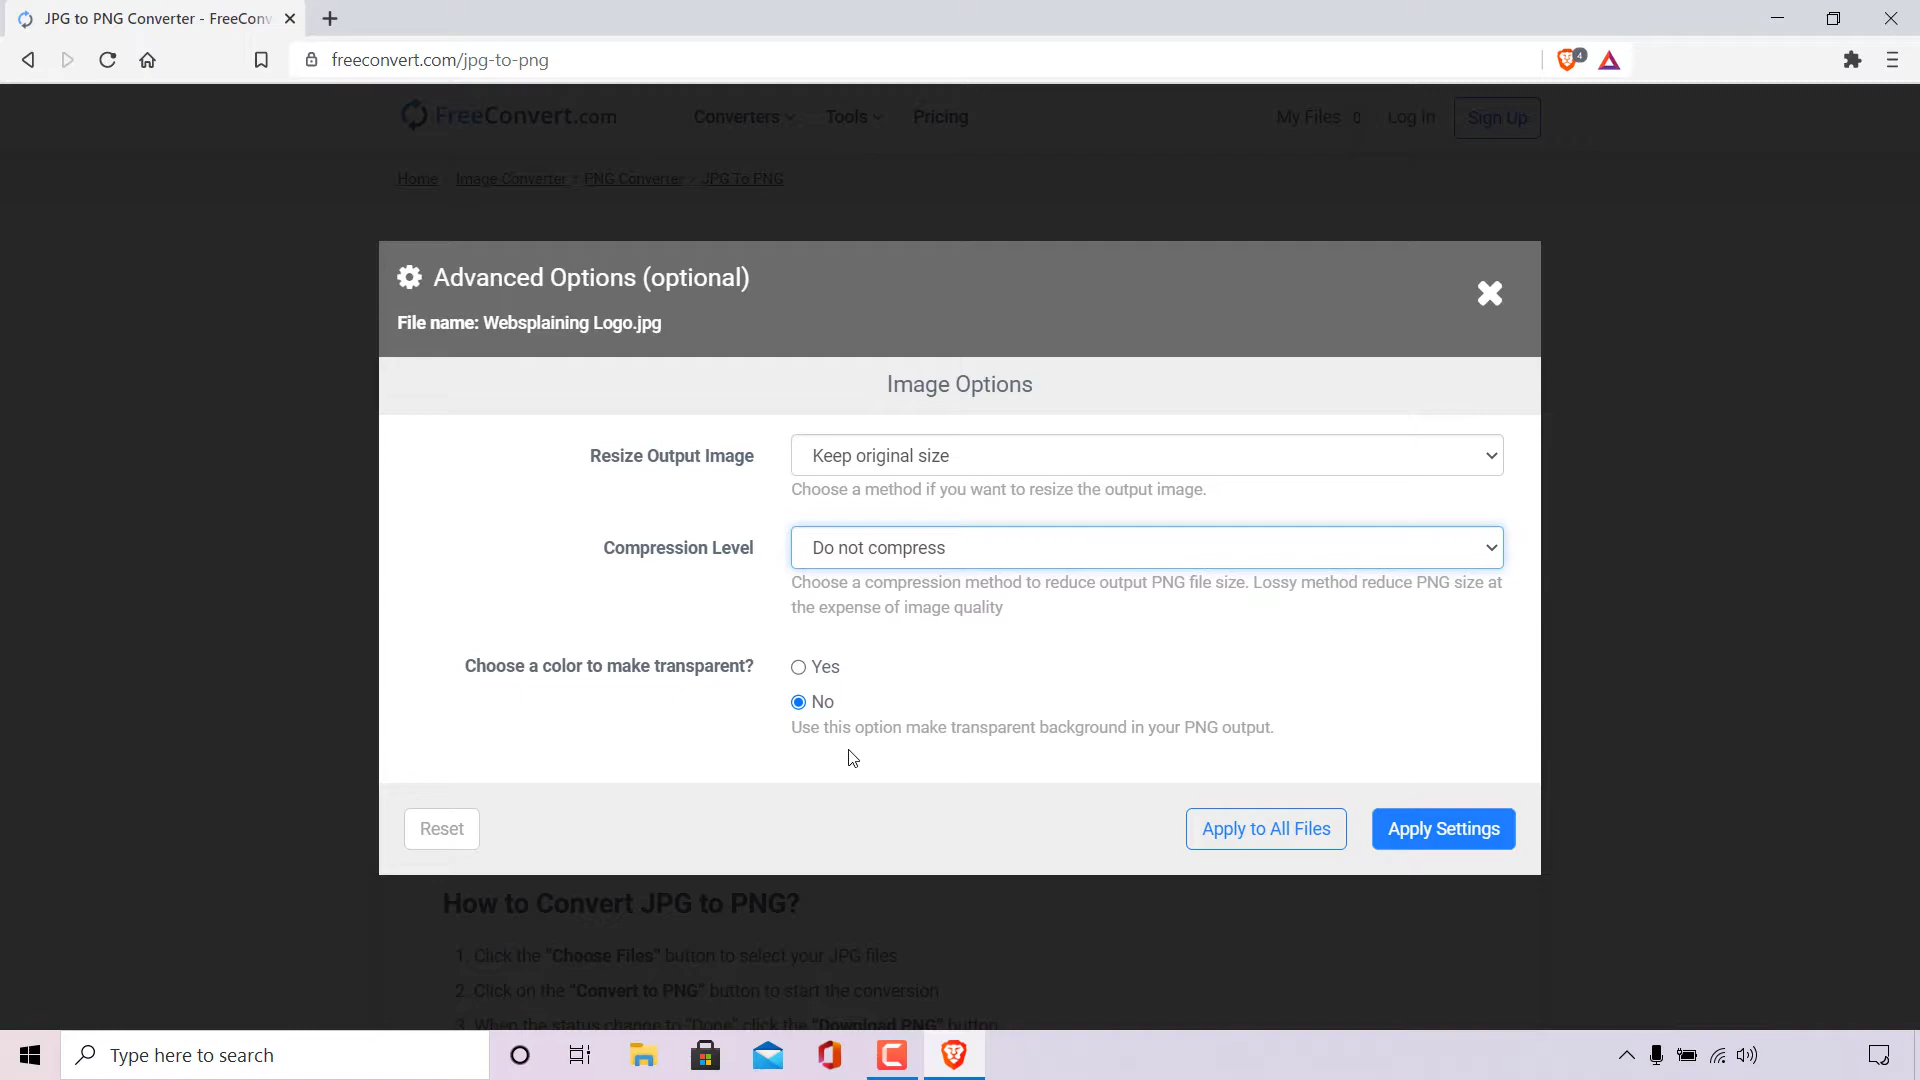 JPG to PNG Converter - FreeConv
freeconvert.com/jpg-to-png
4
FreeConvert.com
Converters
Tools
Pricing
My Files 0
Log In
Sign Up
Home
Image Converter
PNG Converter >
JPG To PNG
Advanced Options (optional)
File name: Websplaining Logo.jpg
Image Options
Resize Output Image
Keep original size
Choose a method if you want to resize the output image.
Compression Level
Do not compress
Choose a compression method to reduce output PNG file size. Lossy method reduce PNG size at
the expense of image quality
Choose a color to make transparent?
Yes
No
Use this option make transparent background in your PNG output.
Reset
Apply to All Files
Apply Settings
How to Convert JPG to PNG?
1. Click the "Choose Files" button to select your JPG files
2. Click on the "Convert to PNG" button to start the conversion
3. When the status change to "Done" click the "Download PNG" button
Type here to search